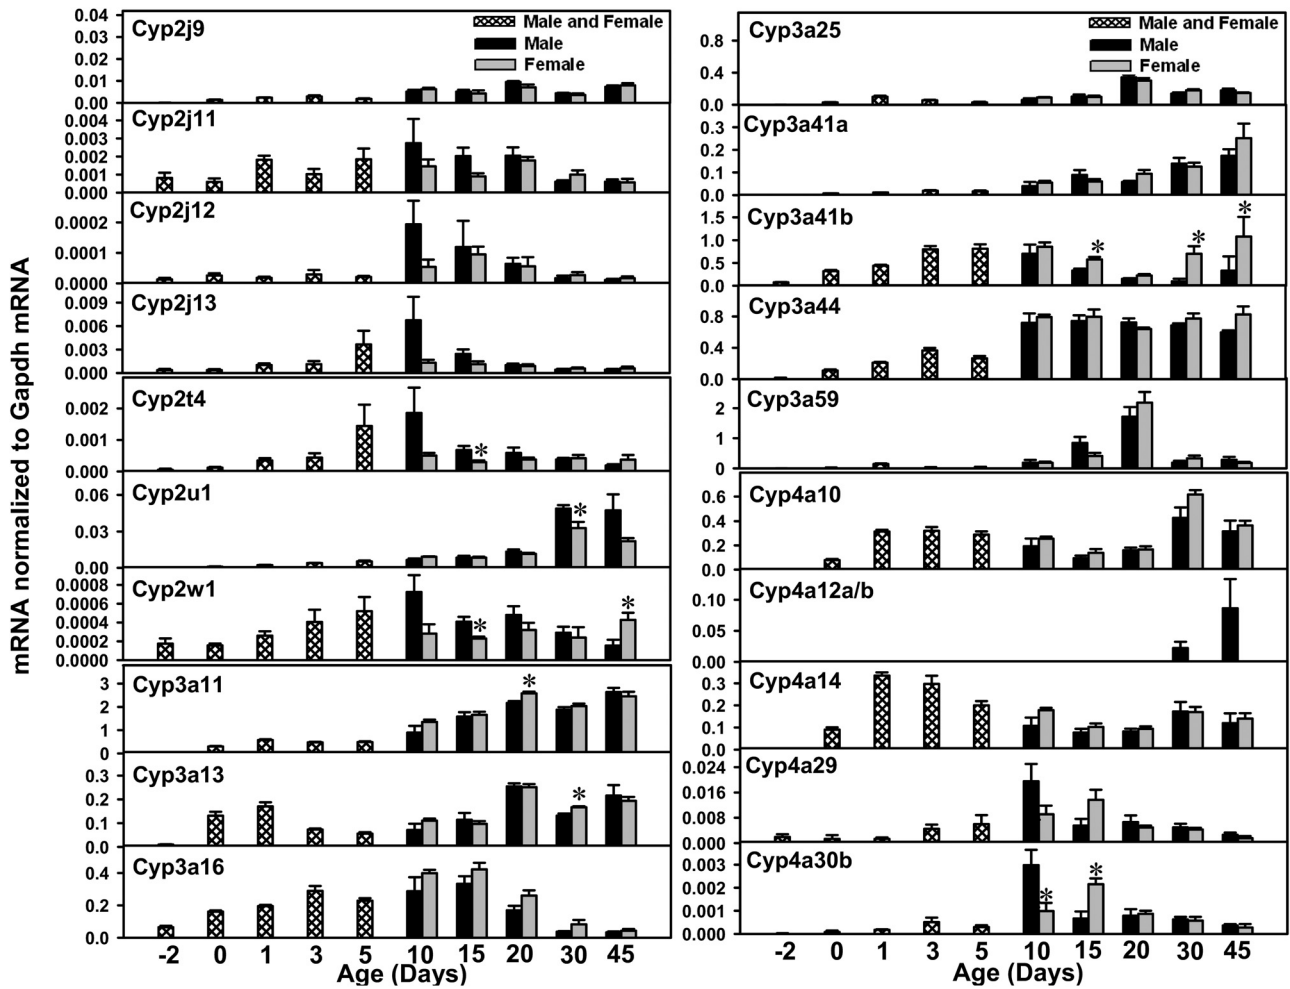 mRNA normalized to Gapdh mRNA
Male and Female
Male
Female
Cyp2j9
0.04
0.03
0.02
0.01
0.00
Cyp2j11
0.004
0.003
0.002
0.001
0.000
Cyp2j12
0.0002
0.0001
0.0000
Cyp2j13
0.009
0.006
0.003
0.000
Cyp2t4
0.002
0.001
0.000
*
Cyp2u1
0.06
0.03
0.00
*
Cyp2w1
0.0008
0.0006
0.0004
0.0002
0.0000
* *
Cyp3a11
3
2
1
0
*
Cyp3a13
0.3
0.2
0.1
0.0
*
Cyp3a16
0.4
0.2
0.0
-2 0 1 3 5 10 15 20 30 45
Age (Days)
Male and Female
Male
Female
Cyp3a25
0.8
0.4
0.0
Cyp3a41a
0.3
0.2
0.1
0.0
Cyp3a41b
1.5
1.0
0.5
0.0
* * *
Cyp3a44
0.8
0.4
0.0
Cyp3a59
2
1
0
Cyp4a10
0.6
0.4
0.2
0.0
Cyp4a12a/b
0.10
0.05
0.00
Cyp4a14
0.3
0.2
0.1
0.0
Cyp4a29
0.024
0.016
0.008
0.000
Cyp4a30b
0.003
0.002
0.001
0.000
* *
-2 0 1 3 5 10 15 20 30 45
Age (Days)